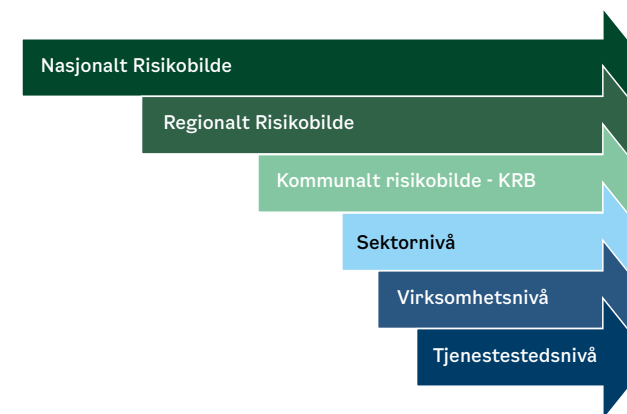 Nasjonalt Risikobilde
Regionalt Risikobilde
Kommunalt risikobilde - KRB
Sektornivå
Virksomhetsnivå
Tjenestestedsnivå